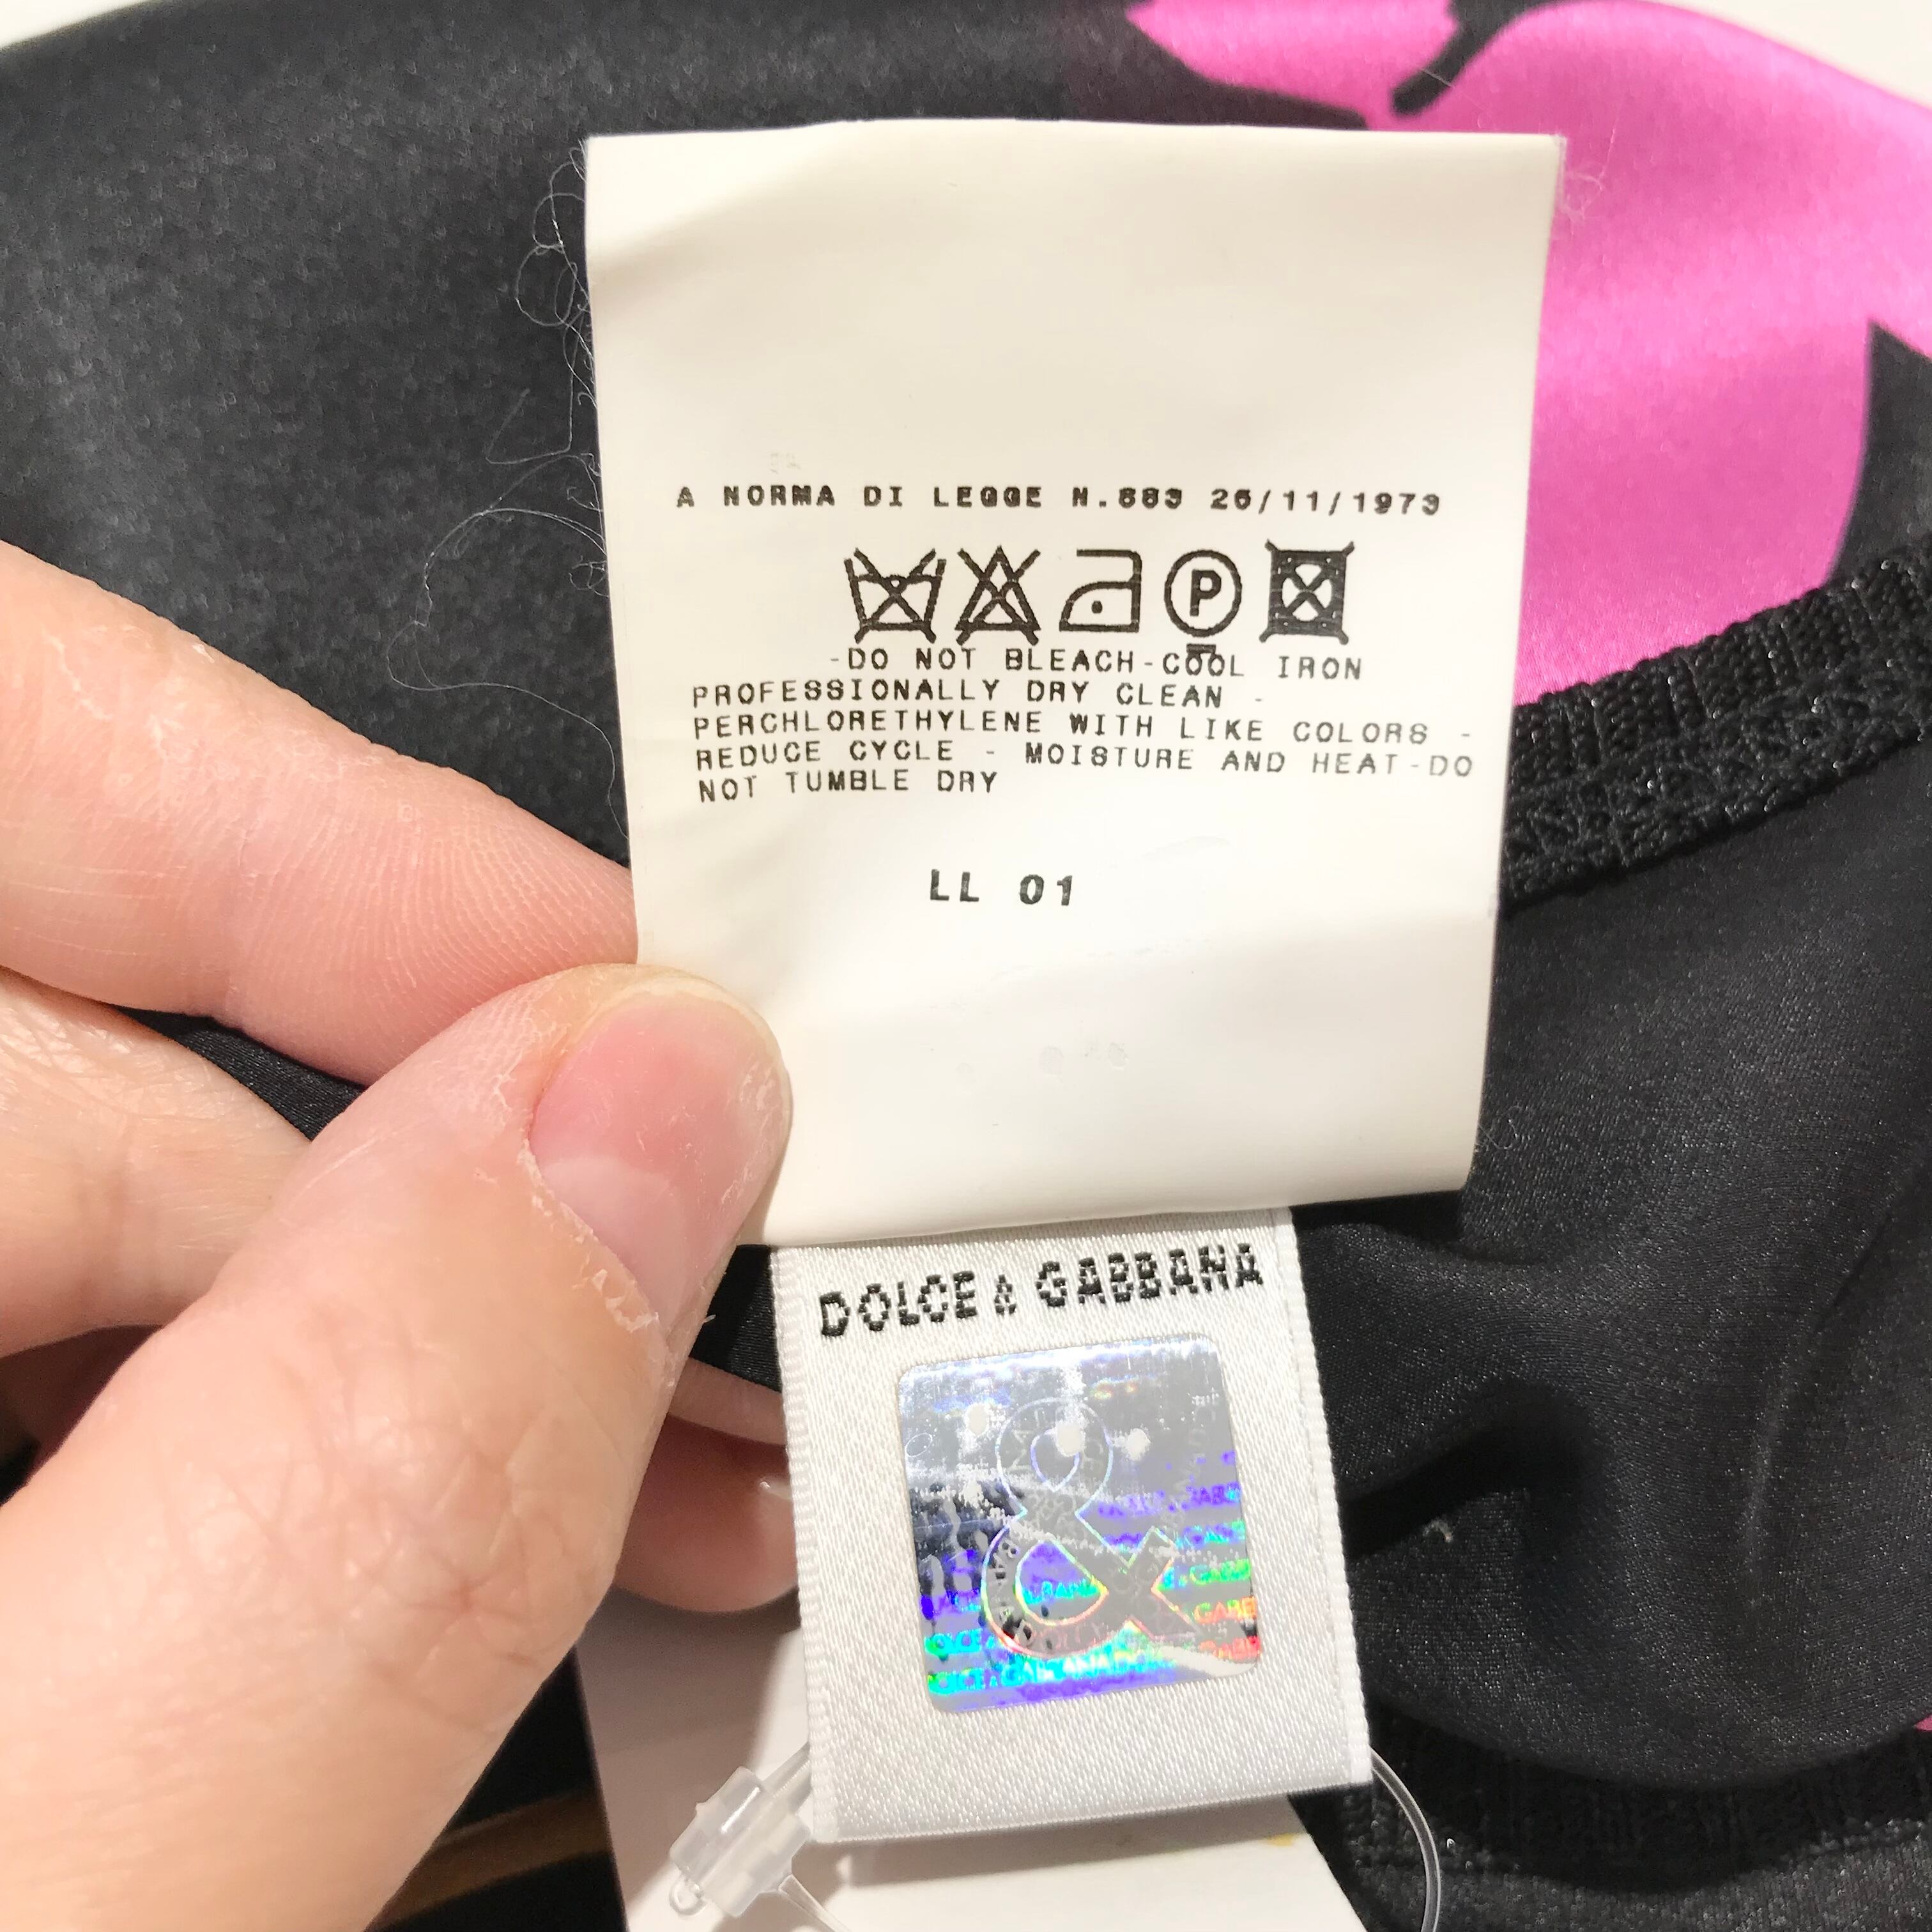 A NORMA DI LEGGE N.883 26/11/1973
P
-DO NOT BLEACH-COOL IRON
PROFESSIONALLY DRY CLEAN -
PERCHLORETHYLENE WITH LIKE COLORS -
REDUCE CYCLE - MOISTURE AND HEAT-DO
NOT TUMBLE DRY
LL 01
DOLCE & GABBANA
&